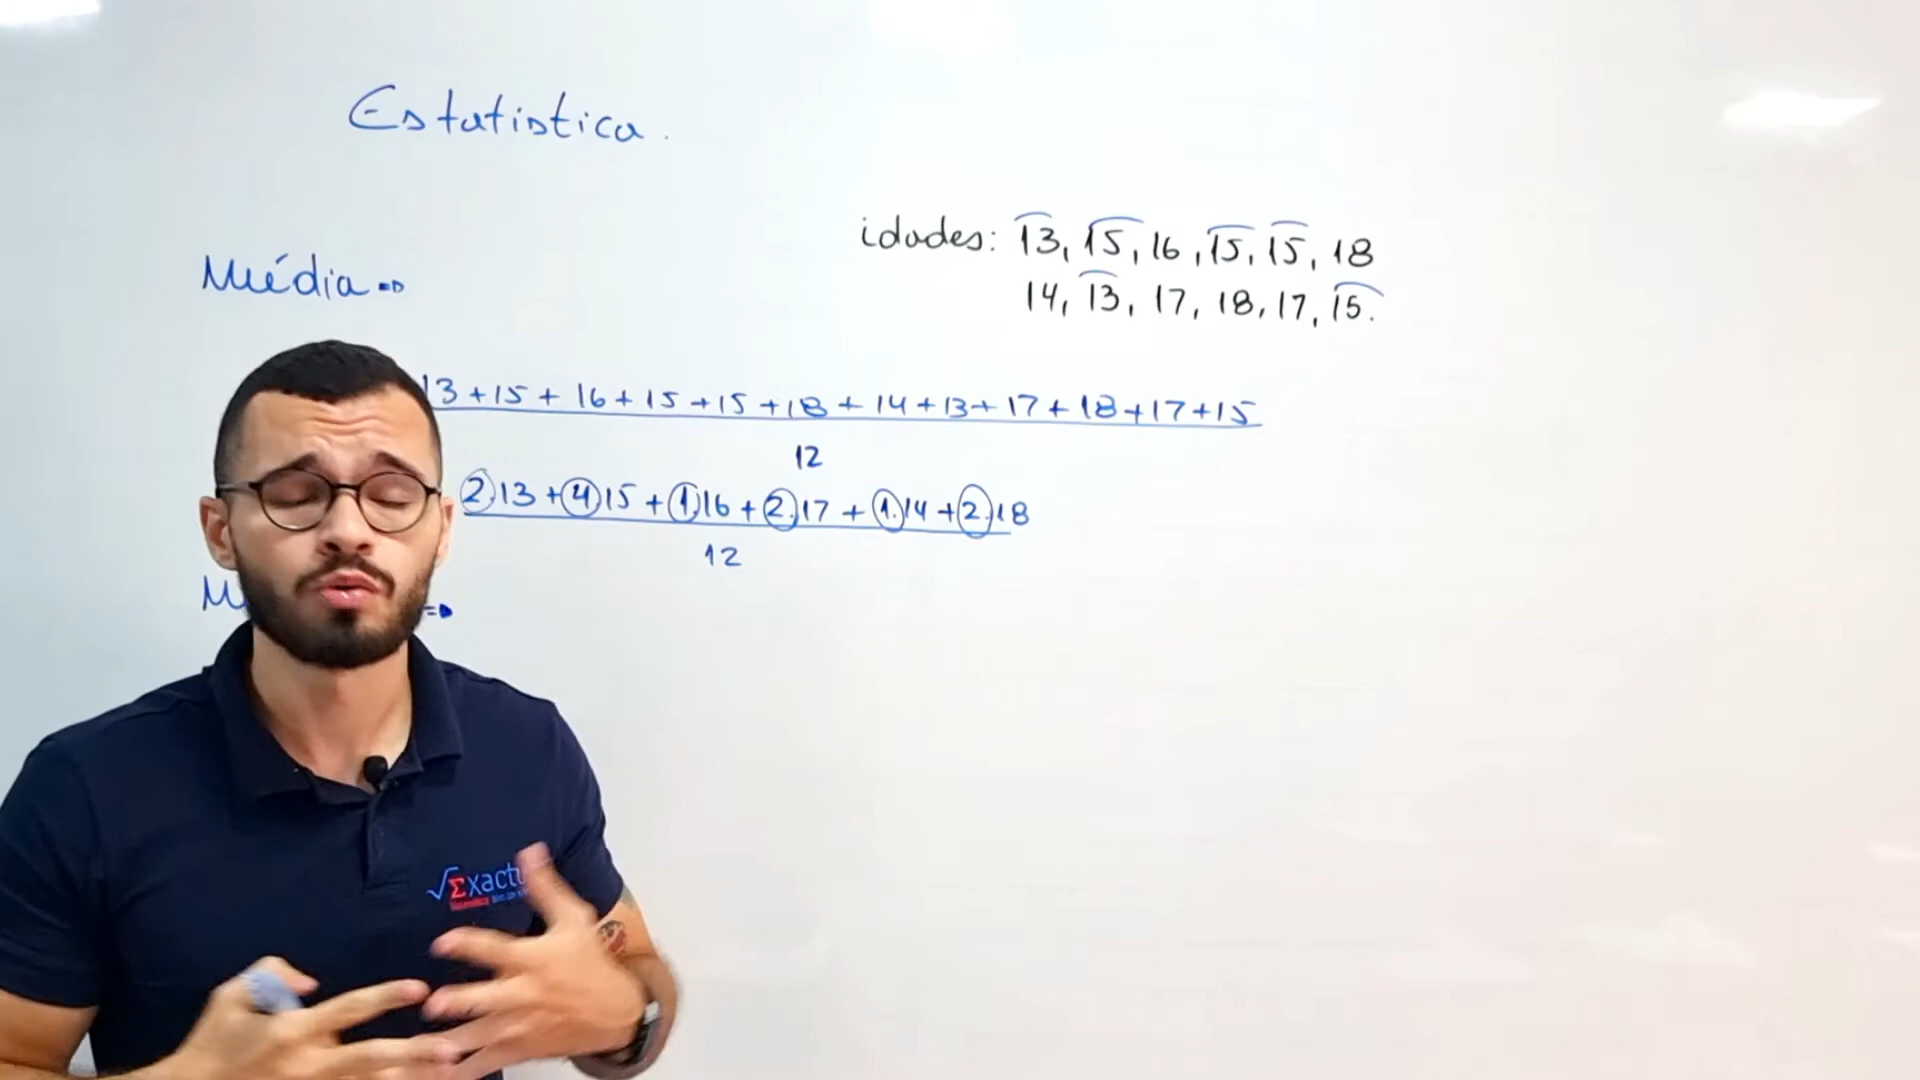 Estatistica.
idades: 13, 15, 16, 15, 15, 18
14, 13, 17, 18, 17, 15.
Média ⇒
13 + 15 + 16 + 15 + 15 + 18 + 14 + 13 + 17 + 18 + 17 + 15
12
2.13 + 4.15 + 1.16 + 2.17 + 1.14 + 2.18
12
⇒